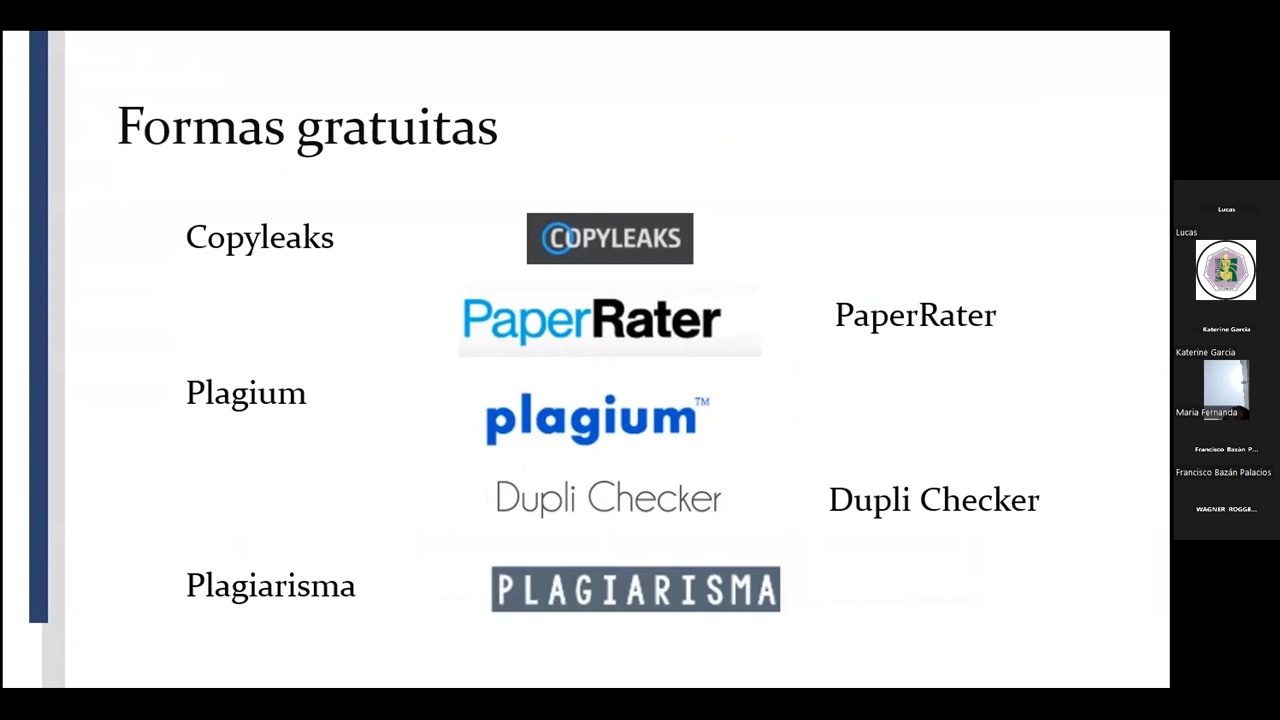 Formas gratuitas
Copyleaks
COPYLEAKS
PaperRater
PaperRater
Plagium
plagium™
Dupli Checker
Dupli Checker
Plagiarisma
PLAGIARISMA
Lucas
Lucas
Katerine Garcia
Katerine Garcia
Maria Fernanda
Francisco Bazán P...
Francisco Bazán Palacios
WAGNER ROGGE...